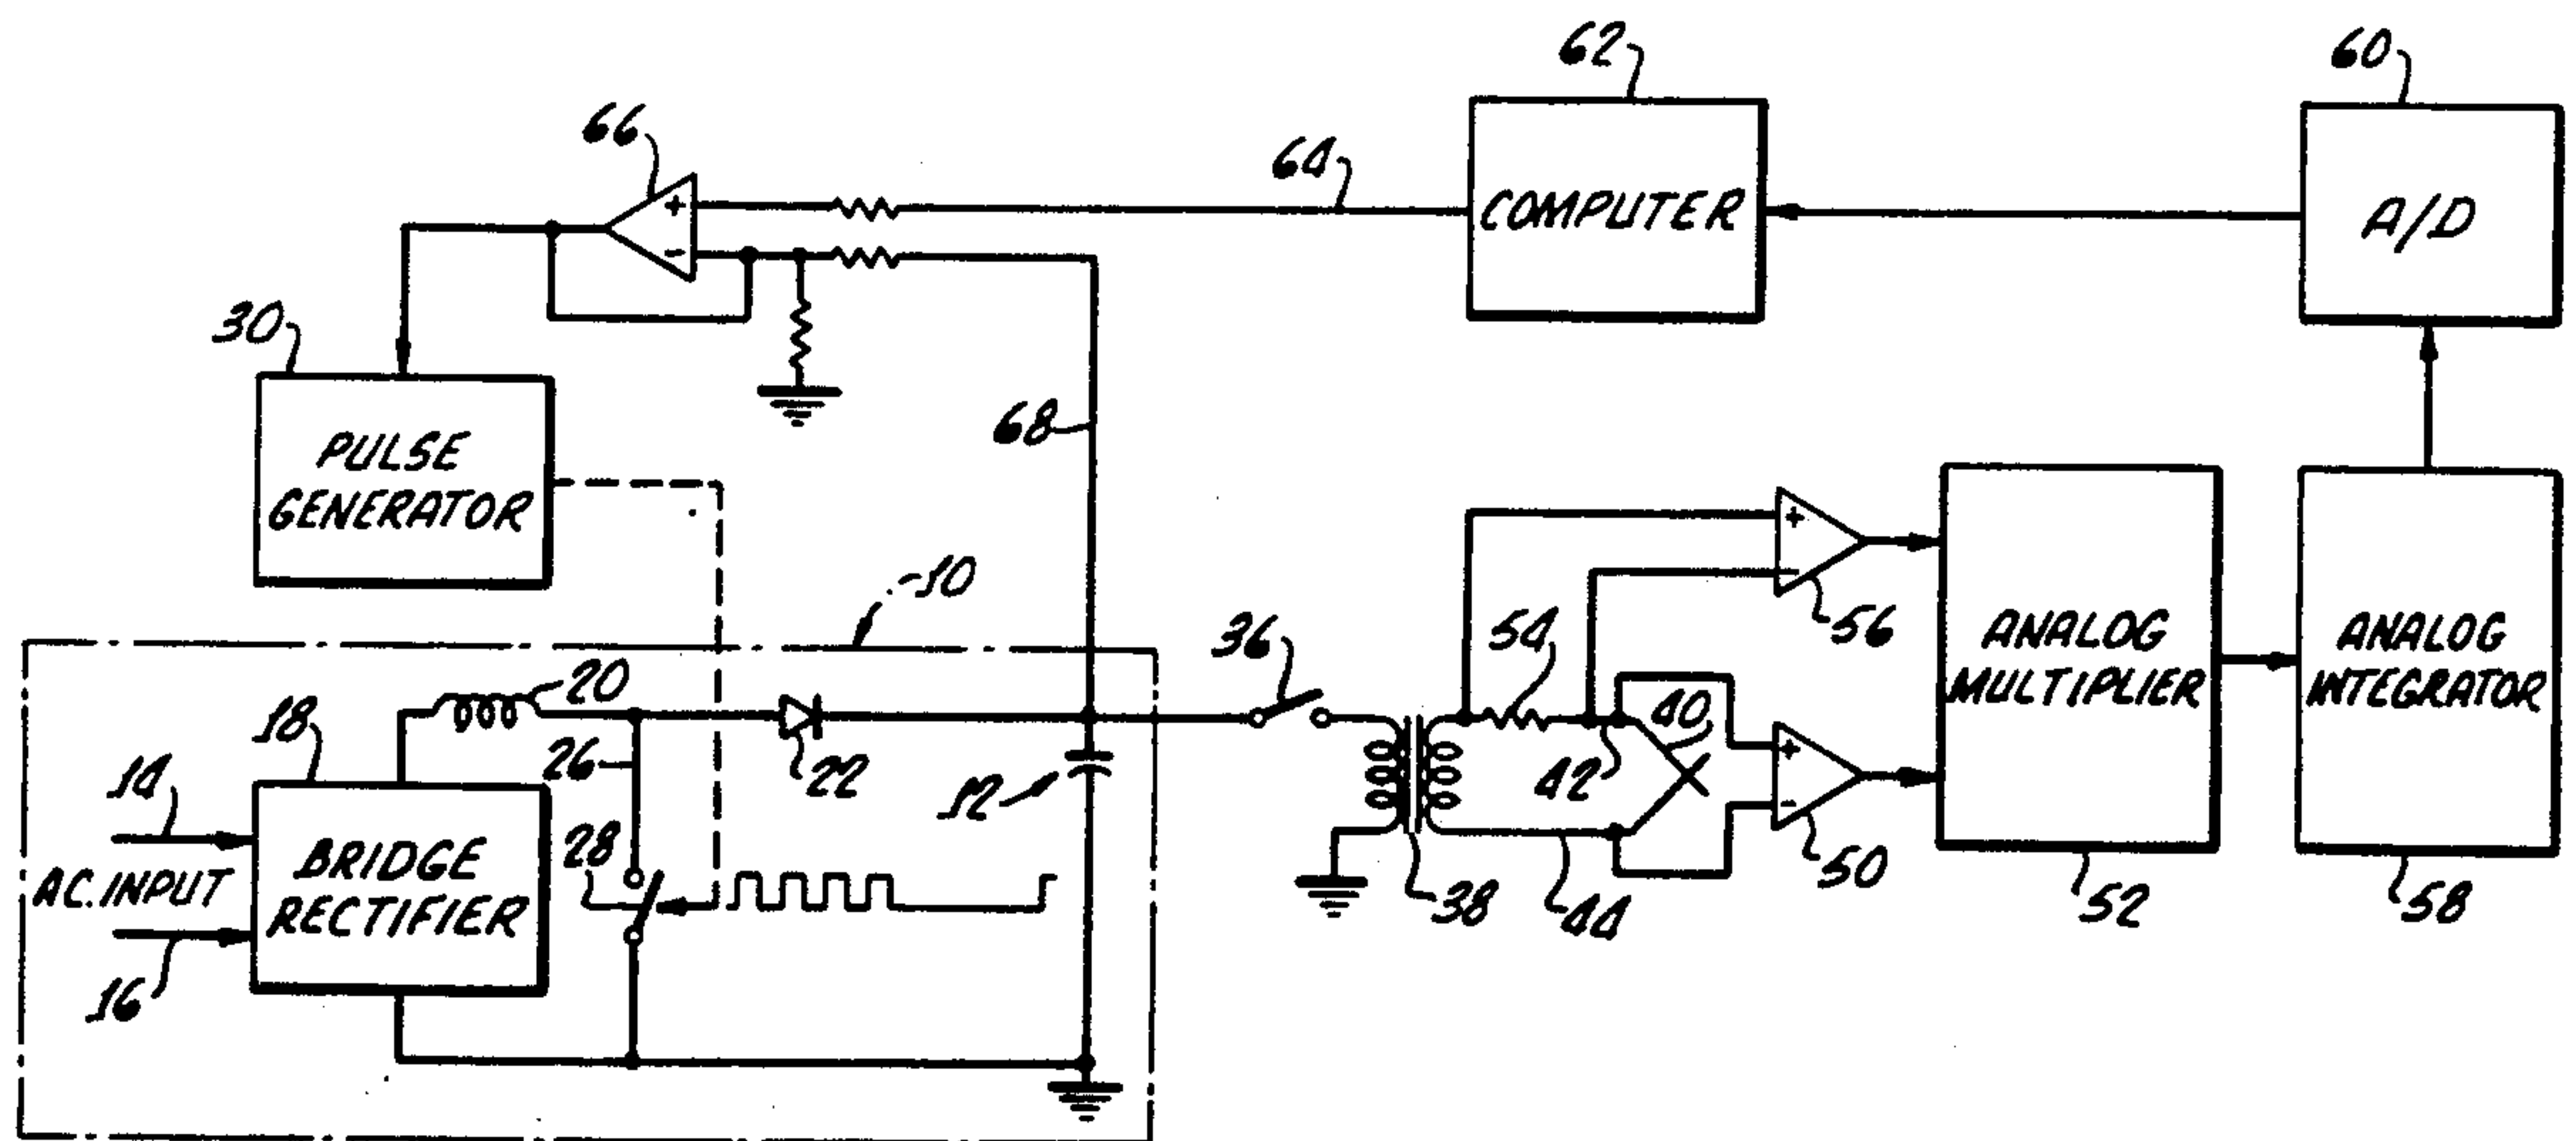 62
60
66
64
COMPUTER
A/D
+
-
30
PULSE
GENERATOR
68
10
+
-
56
36
54
ANALOG
MULTIPLIER
ANALOG
INTEGRATOR
20
18
26
22
12
42
40
+
-
50
14
A.C. INPUT
16
BRIDGE
RECTIFIER
28
38
44
52
58